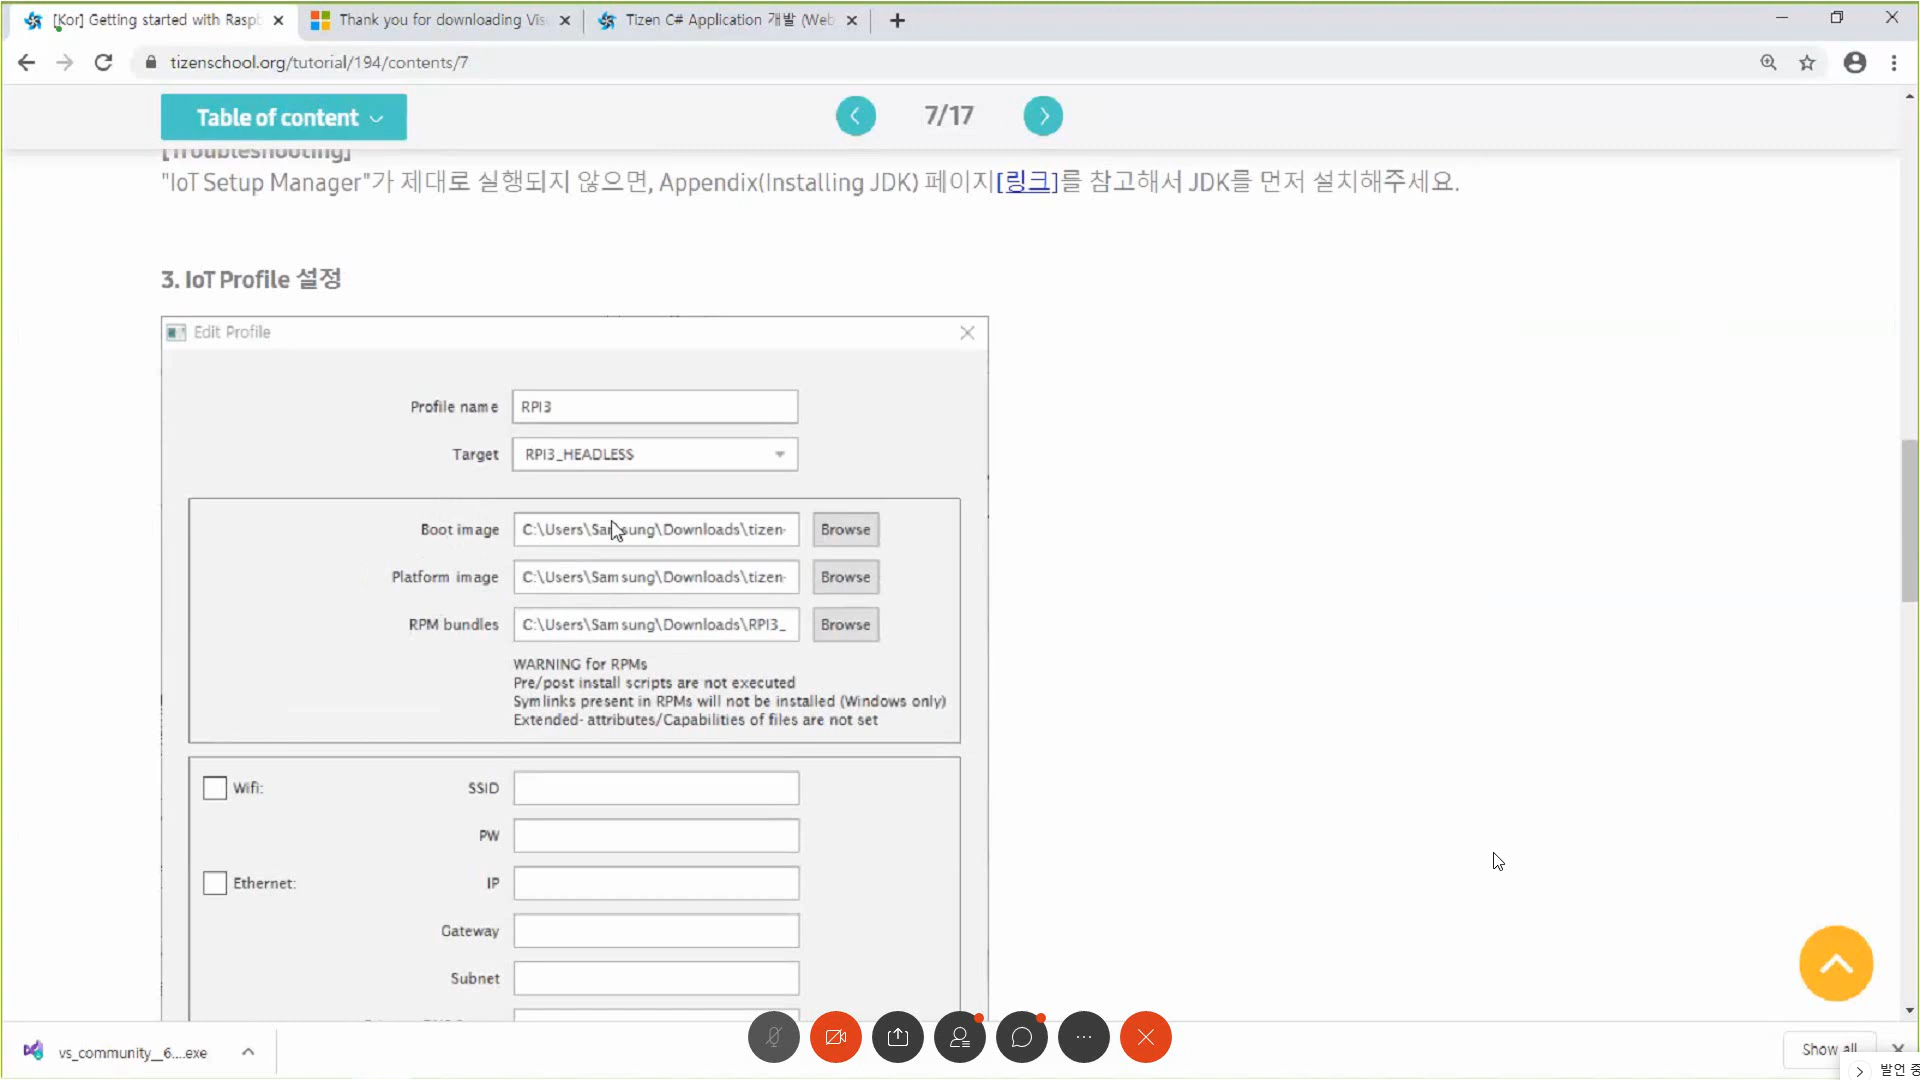 [Kor] Getting started with Raspb
Thank you for downloading Vis
Tizen C# Application 개발 (Web
tizenschool.org/tutorial/194/contents/7
Table of content
7/17
[Troubleshooting]
"IoT Setup Manager"가 제대로 실행되지 않으면, Appendix(Installing JDK) 페이지[링크]를 참고해서 JDK를 먼저 설치해주세요.
3. IoT Profile 설정
Edit Profile
Profile name RPI3
Target RPI3_HEADLESS
Boot image C:\Users\Samsung\Downloads\tizen- Browse
Platform image C:\Users\Samsung\Downloads\tizen- Browse
RPM bundles C:\Users\Samsung\Downloads\RPI3_ Browse
WARNING for RPMs
Pre/post install scripts are not executed
Symlinks present in RPMs will not be installed (Windows only)
Extended- attributes/Capabilities of files are not set
Wifi: SSID
PW
Ethernet: IP
Gateway
Subnet
vs_community__6....exe
Show all
발언 중